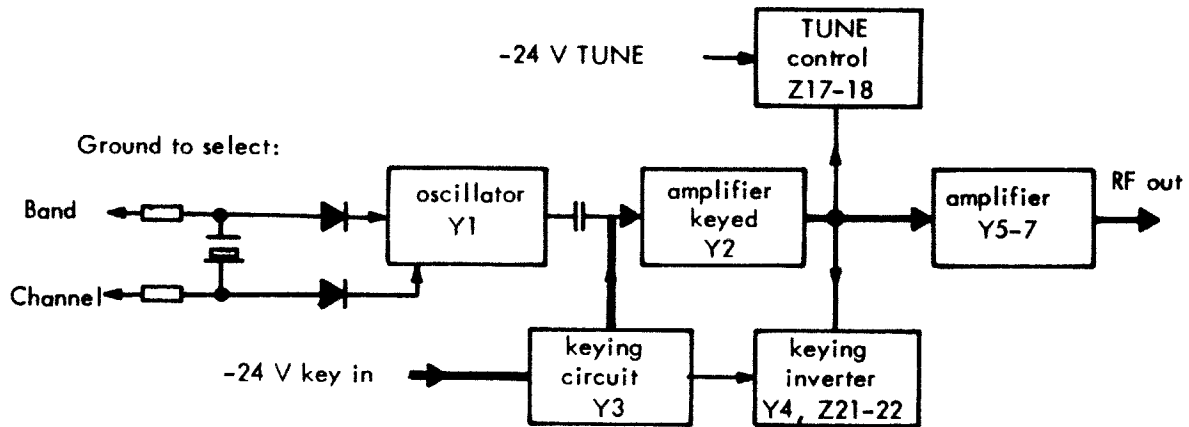 -24 V TUNE
TUNE
control
Z17-18
Ground to select:
Band
Channel
oscillator
Y1
amplifier
keyed
Y2
amplifier
Y5-7
RF out
-24 V key in
keying
circuit
Y3
keying
inverter
Y4, Z21-22